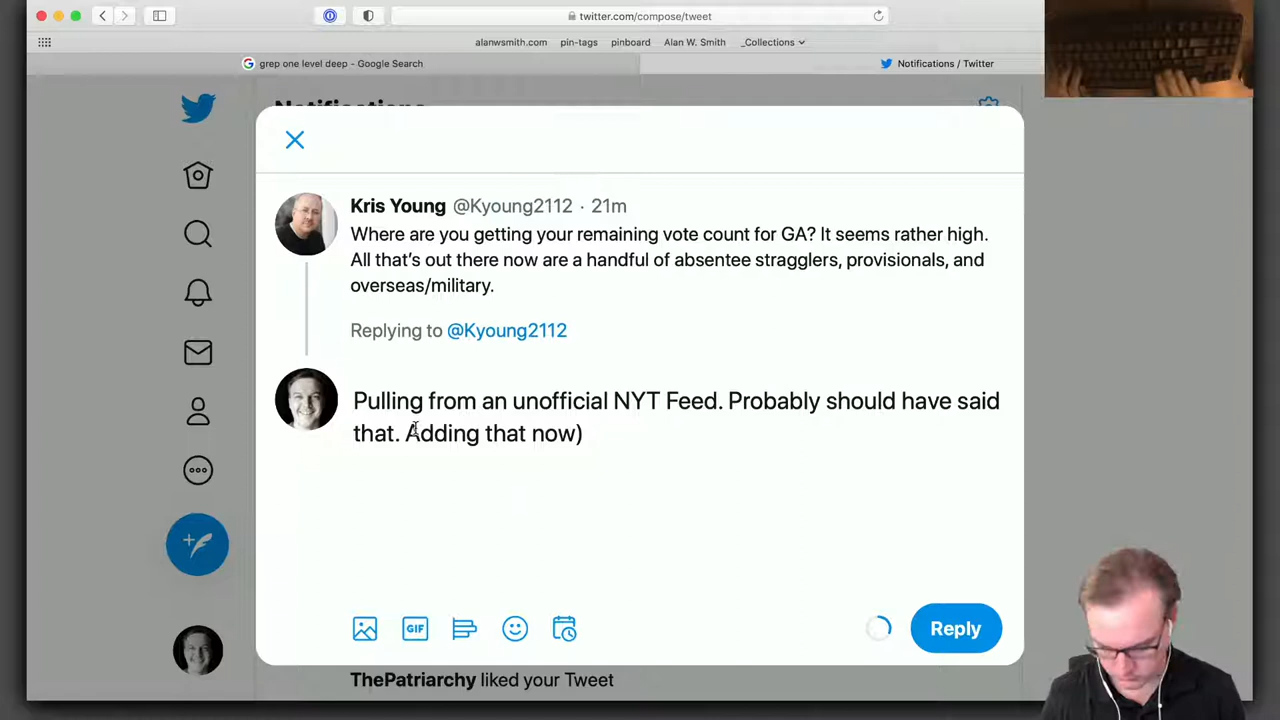 twitter.com/compose/tweet
alanwsmith.com pin-tags pinboard Alan W. Smith _Collections
grep one level deep - Google Search
Notifications / Twitter
Kris Young @Kyoung2112 · 21m
Where are you getting your remaining vote count for GA? It seems rather high.
All that’s out there now are a handful of absentee stragglers, provisionals, and
overseas/military.
Replying to @Kyoung2112
Pulling from an unofficial NYT Feed. Probably should have said
that. Adding that now)
GIF
Reply
ThePatriarchy liked your Tweet